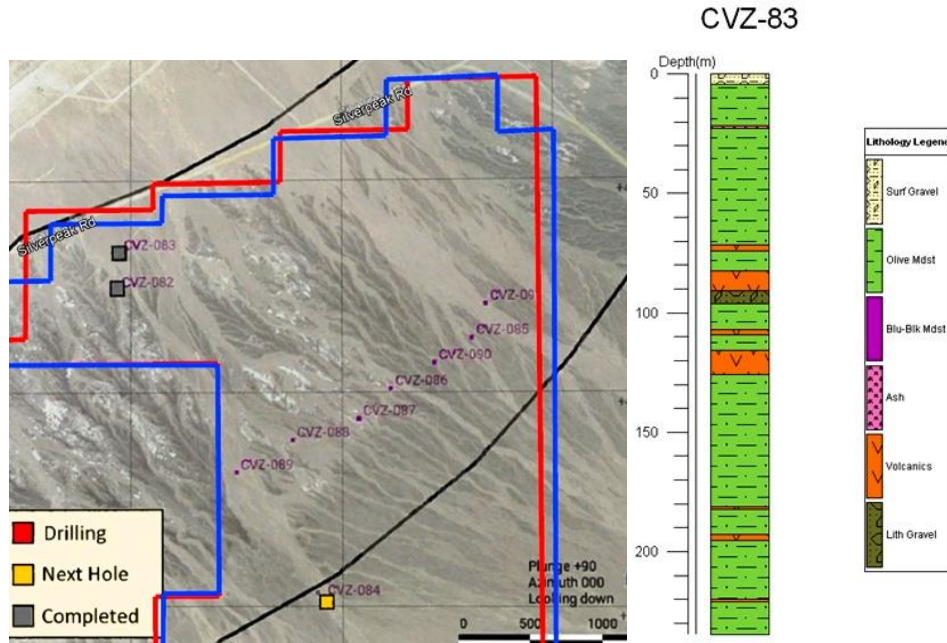 CVZ-83
Silverpeak Rd
Silverpeak Rd
CVZ-083
CVZ-082
CVZ-09
CVZ-085
CVZ-090
CVZ-086
CVZ-087
CVZ-088
CVZ-089
CVZ-084
Drilling
Next Hole
Completed
Plunge +90
Azimuth 000
Looking down
0 500 1000
Depth(m)
0
50
100
150
200
Lithology Legend
Surf Gravel
Olive Mdst
Blu-Blk Mdst
Ash
Volcanics
Lith Gravel